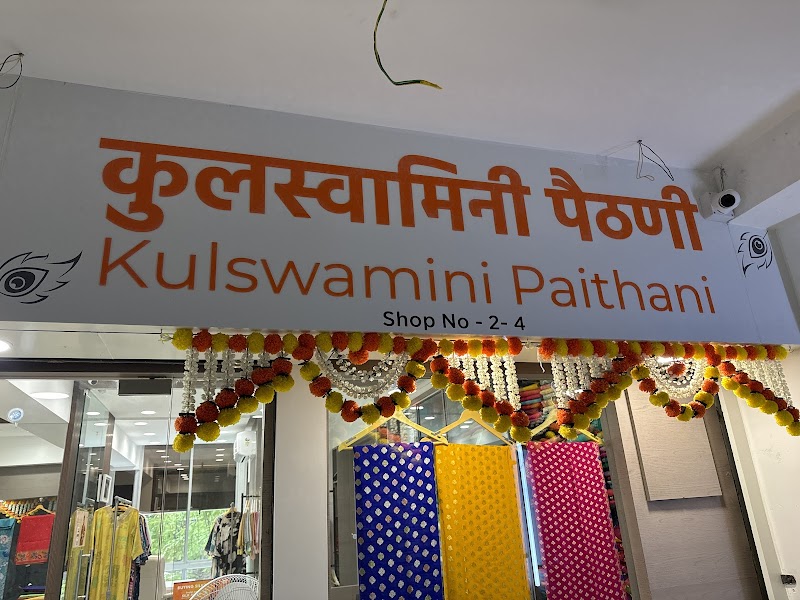 कुलस्वामिनी पैठणी
Kulswamini Paithani
Shop No - 2- 4